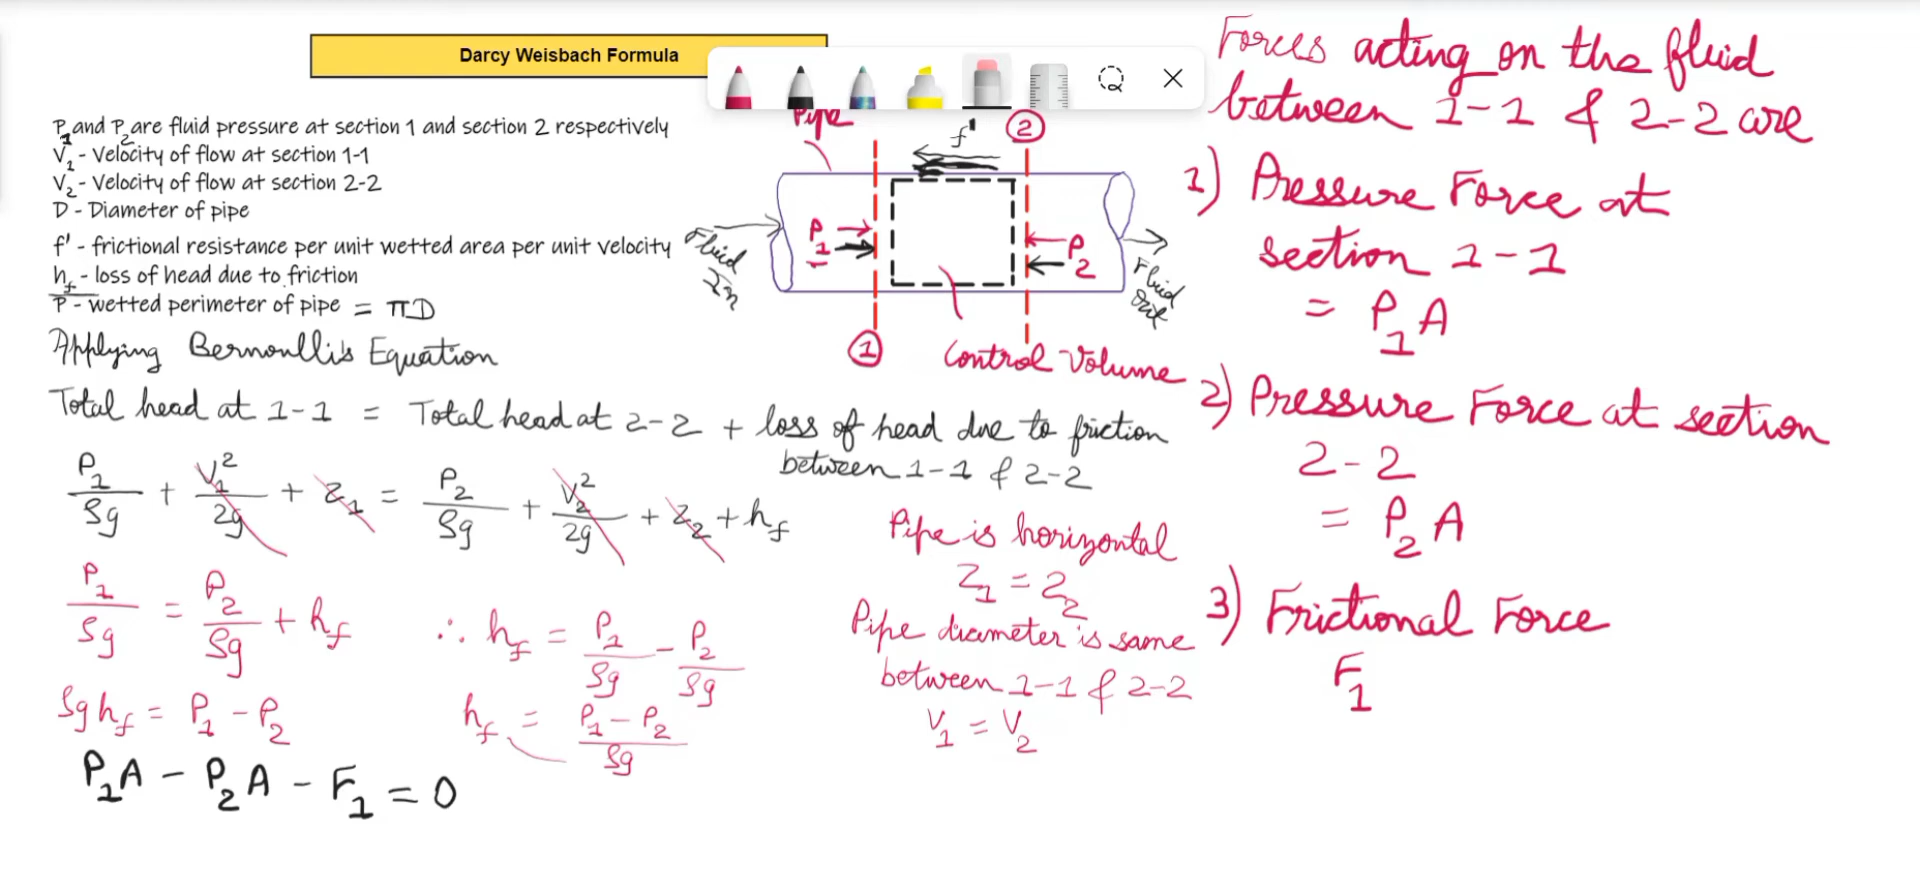 Darcy Weisbach Formula
P₁ and P₂ are fluid pressure at section 1 and section 2 respectively
V₁ - Velocity of flow at section 1-1
V₂ - Velocity of flow at section 2-2
D - Diameter of pipe
f' - frictional resistance per unit wetted area per unit velocity
h_f - loss of head due to friction
P - wetted perimeter of pipe = πD
Applying Bernoulli's Equation
Total head at 1-1 = Total head at 2-2 + loss of head due to friction
between 1-1 & 2-2
P₁/ρg + V₁²/2g + Z₁ = P₂/ρg + V₂²/2g + Z₂ + h_f
P₁/ρg = P₂/ρg + h_f ∴ h_f = P₁/ρg - P₂/ρg
ρg h_f = P₁ - P₂ h_f = (P₁ - P₂)/ρg
P₁A - P₂A - F₁ = 0
Pipe
f'
②
Fluid
In
P₁
P₂
Fluid
out
①
Control Volume
Pipe is horizontal
Z₁ = Z₂
Pipe diameter is same
between 1-1 & 2-2
V₁ = V₂
Forces acting on the fluid
between 1-1 & 2-2 are
1) Pressure Force at
section 1-1
= P₁A
2) Pressure Force at section
2-2
= P₂A
3) Frictional Force
F₁